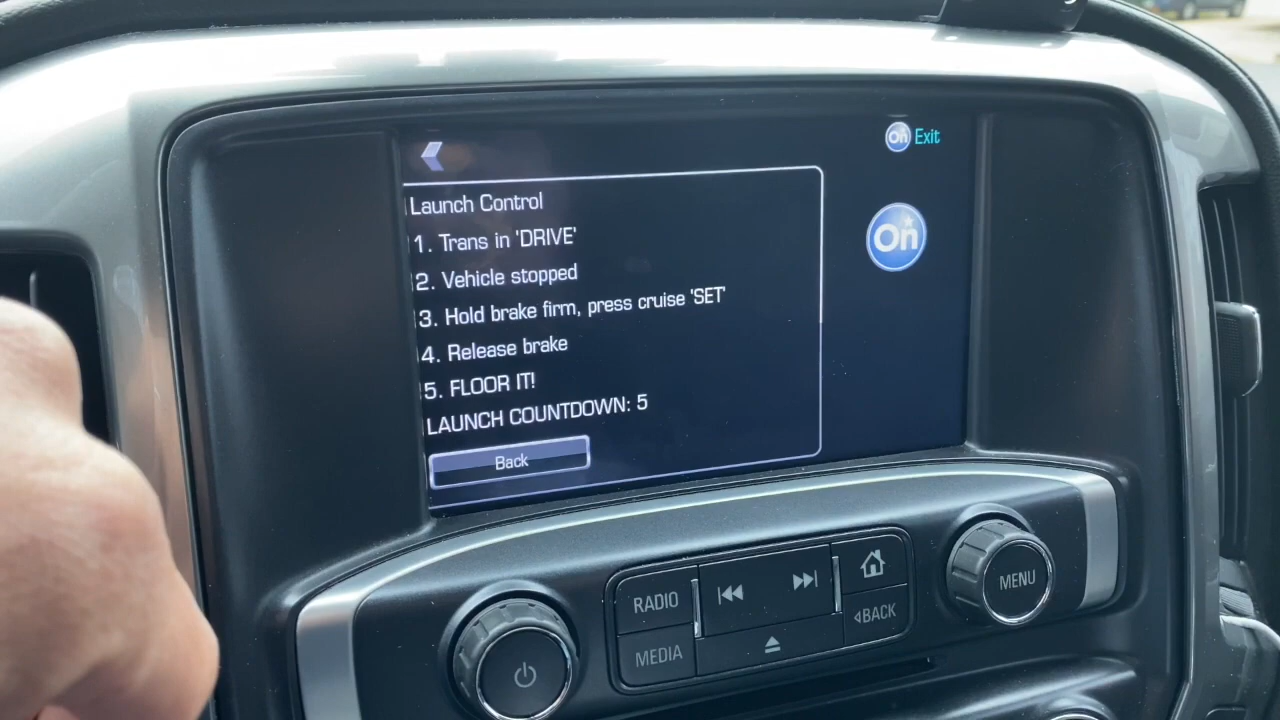 On Exit
Launch Control
1. Trans in 'DRIVE'
2. Vehicle stopped
3. Hold brake firm, press cruise 'SET'
4. Release brake
5. FLOOR IT!
LAUNCH COUNTDOWN: 5
Back
On
RADIO
MEDIA
BACK
MENU